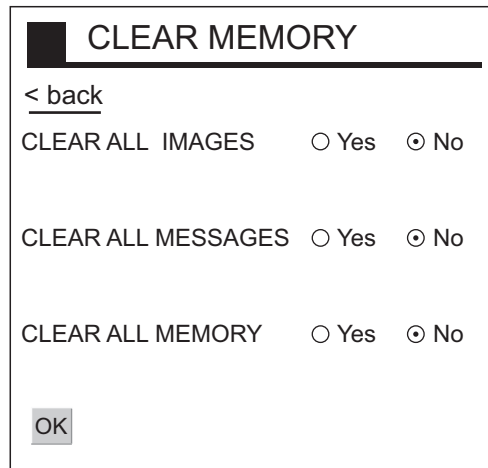 CLEAR MEMORY
< back
CLEAR ALL IMAGES Yes No
CLEAR ALL MESSAGES Yes No
CLEAR ALL MEMORY Yes No
OK